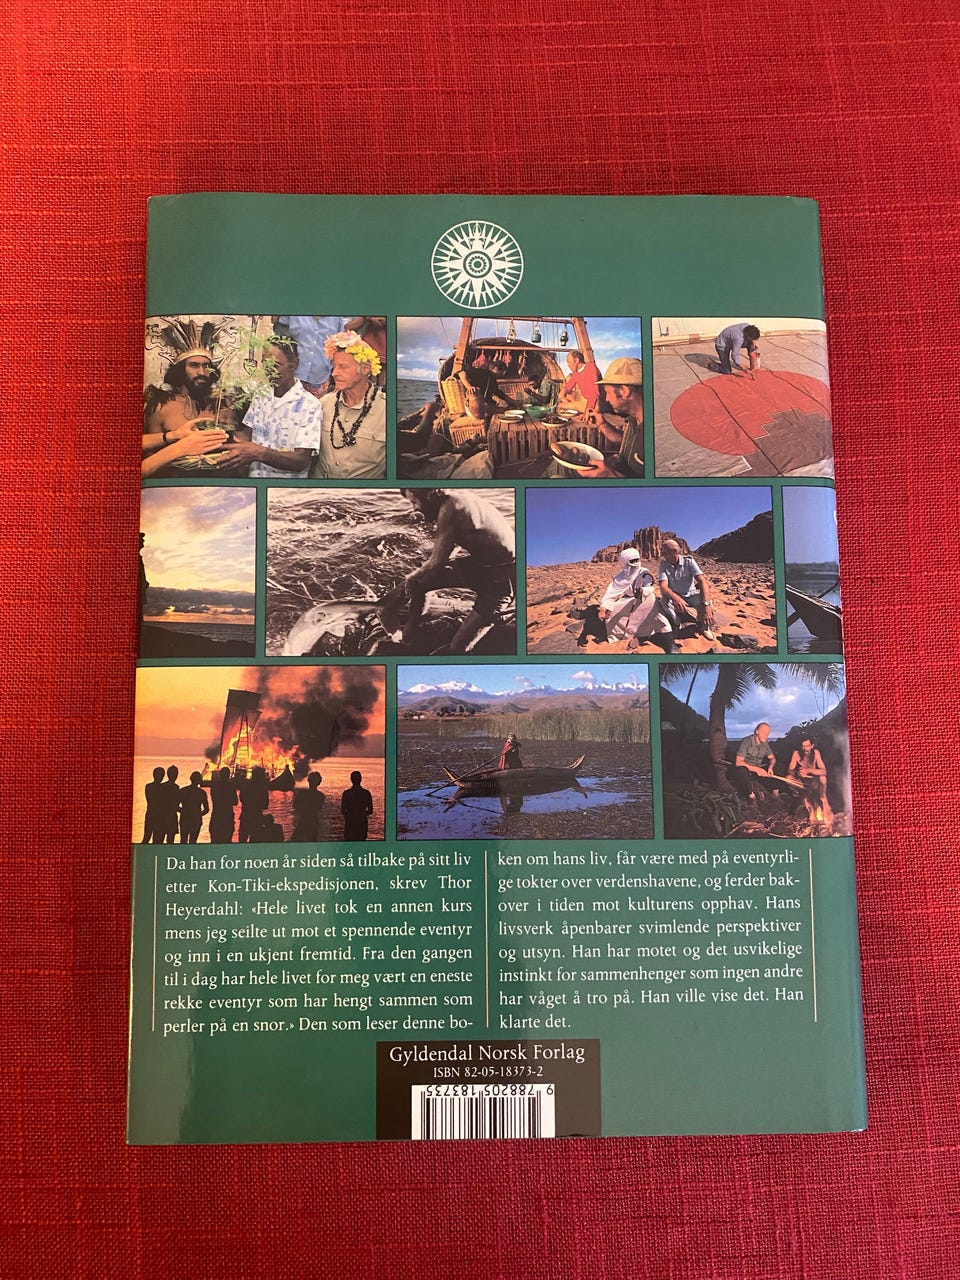 Da han for noen år siden så tilbake på sitt liv
etter Kon-Tiki-ekspedisjonen, skrev Thor
Heyerdahl: «Hele livet tok en annen kurs
mens jeg seilte ut mot et spennende eventyr
og inn i en ukjent fremtid. Fra den gangen
til i dag har hele livet for meg vært en eneste
rekke eventyr som har hengt sammen som
perler på en snor.» Den som leser denne bo-
ken om hans liv, får være med på eventyrli-
ge tokter over verdenshavene, og ferder bak-
over i tiden mot kulturens opphav. Hans
livsverk åpenbarer svimlende perspektiver
og utsyn. Han har motet og det usvikelige
instinkt for sammenhenger som ingen andre
har våget å tro på. Han ville vise det. Han
klarte det.
Gyldendal Norsk Forlag
ISBN 82-05-18373-2
9 788205 183735